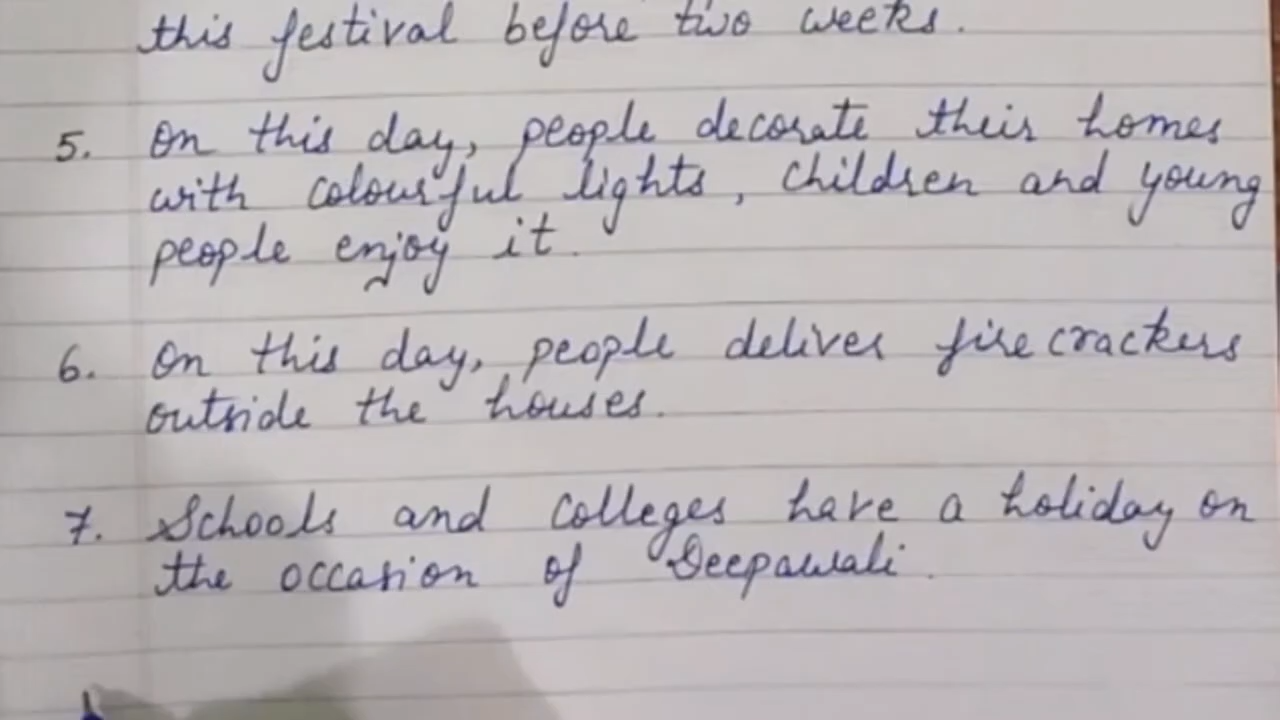 this festival before two weeks.
5. On this day, people decorate their homes
with colourful lights, children and young
people enjoy it.
6. On this day, people deliver firecrackers
outside the houses.
7. Schools and colleges have a holiday on
the occasion of Deepawali.